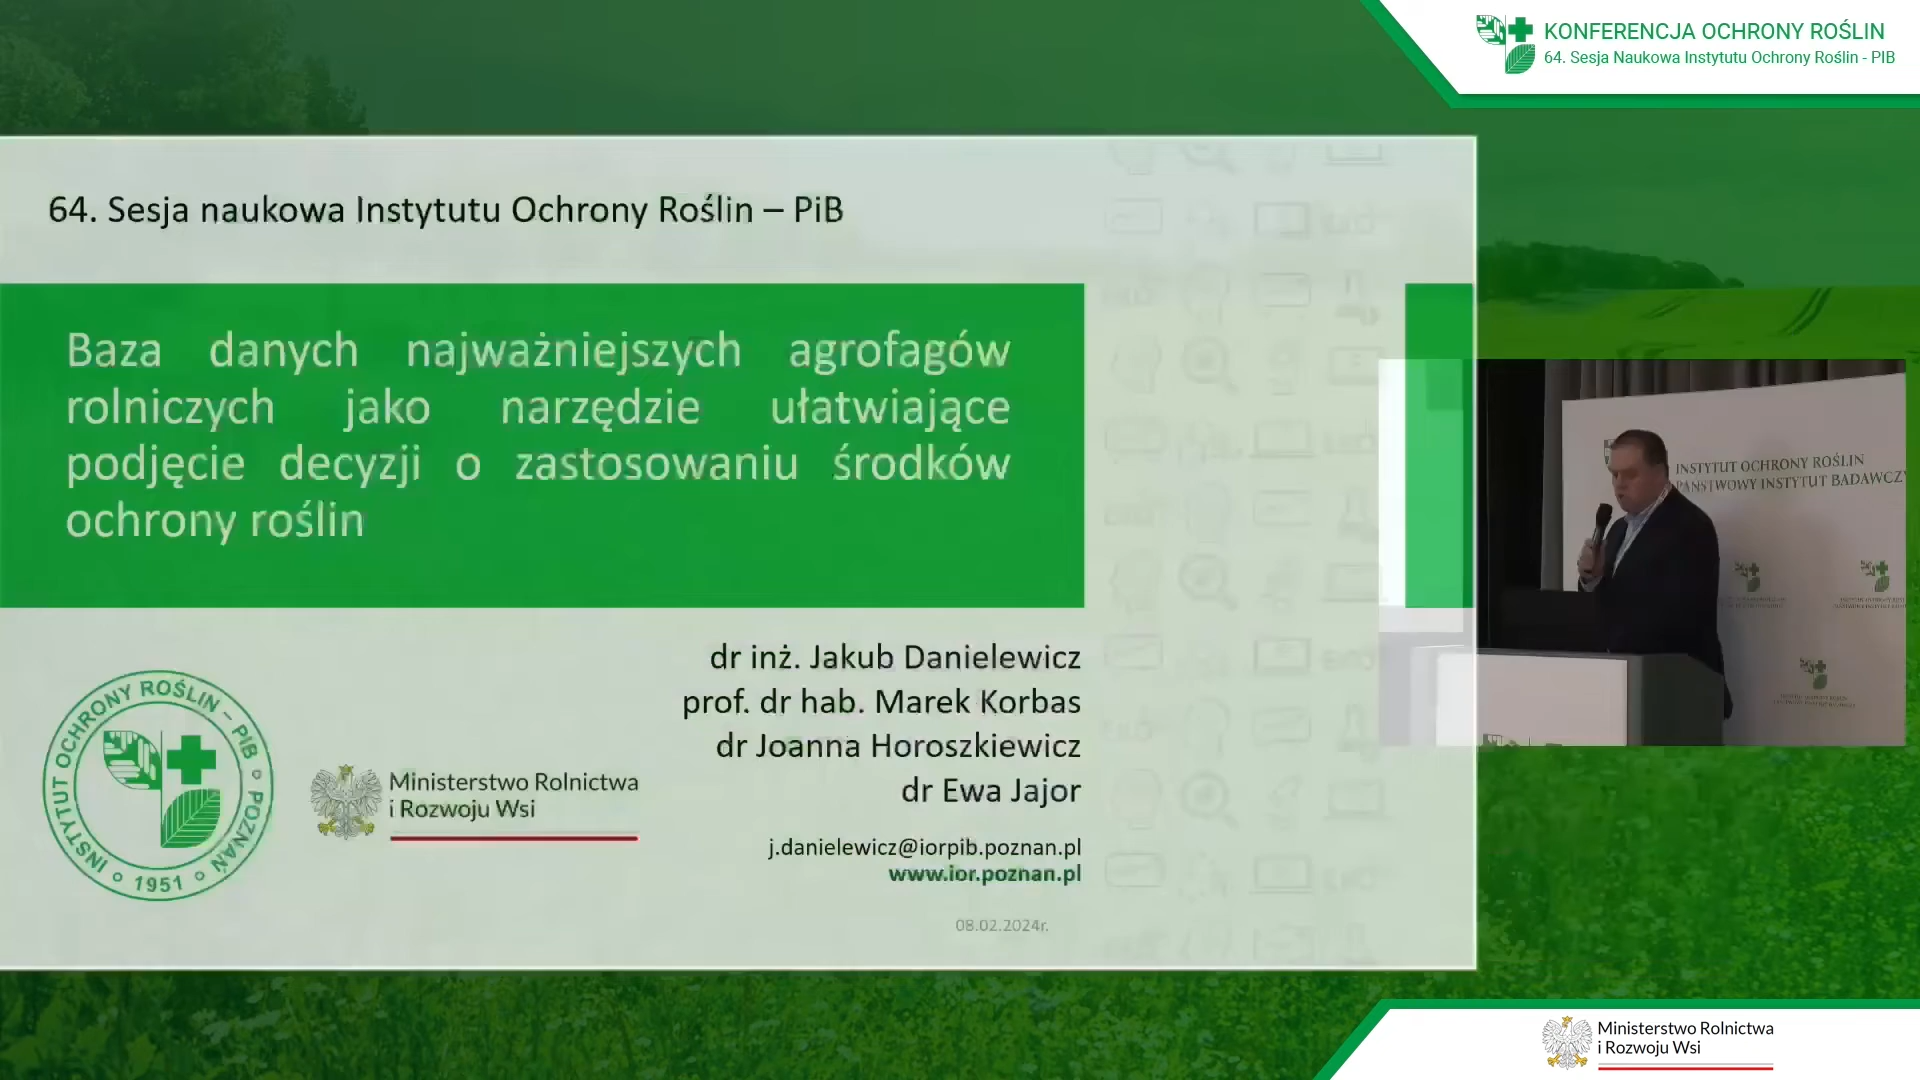 KONFERENCJA OCHRONY ROŚLIN
64. Sesja Naukowa Instytutu Ochrony Roślin - PIB
64. Sesja naukowa Instytutu Ochrony Roślin – PiB
Baza danych najważniejszych agrofagów
rolniczych jako narzędzie ułatwiające
podjęcie decyzji o zastosowaniu środków
ochrony roślin
dr inż. Jakub Danielewicz
prof. dr hab. Marek Korbas
dr Joanna Horoszkiewicz
dr Ewa Jajor
j.danielewicz@iorpib.poznan.pl
www.ior.poznan.pl
08.02.2024r.
INSTYTUT OCHRONY ROŚLIN – PIB
POZNAŃ
1951
Ministerstwo Rolnictwa
i Rozwoju Wsi
INSTYTUT OCHRONY ROŚLIN
PAŃSTWOWY INSTYTUT BADAWCZY
Ministerstwo Rolnictwa
i Rozwoju Wsi